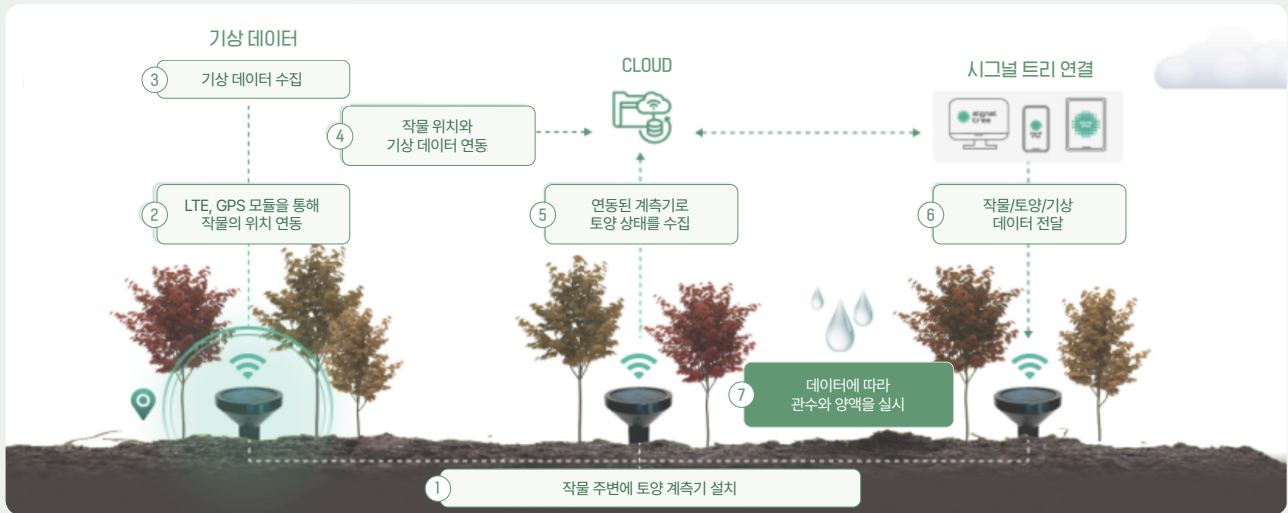 기상 데이터
3
기상 데이터 수집
4
작물 위치와
기상 데이터 연동
2
LTE, GPS 모듈을 통해
작물의 위치 연동
CLOUD
5
연동된 계측기로
토양 상태를 수집
시그널 트리 연결
signal
tree
6
작물/토양/기상
데이터 전달
7
데이터에 따라
관수와 양액을 실시
1
작물 주변에 토양 계측기 설치